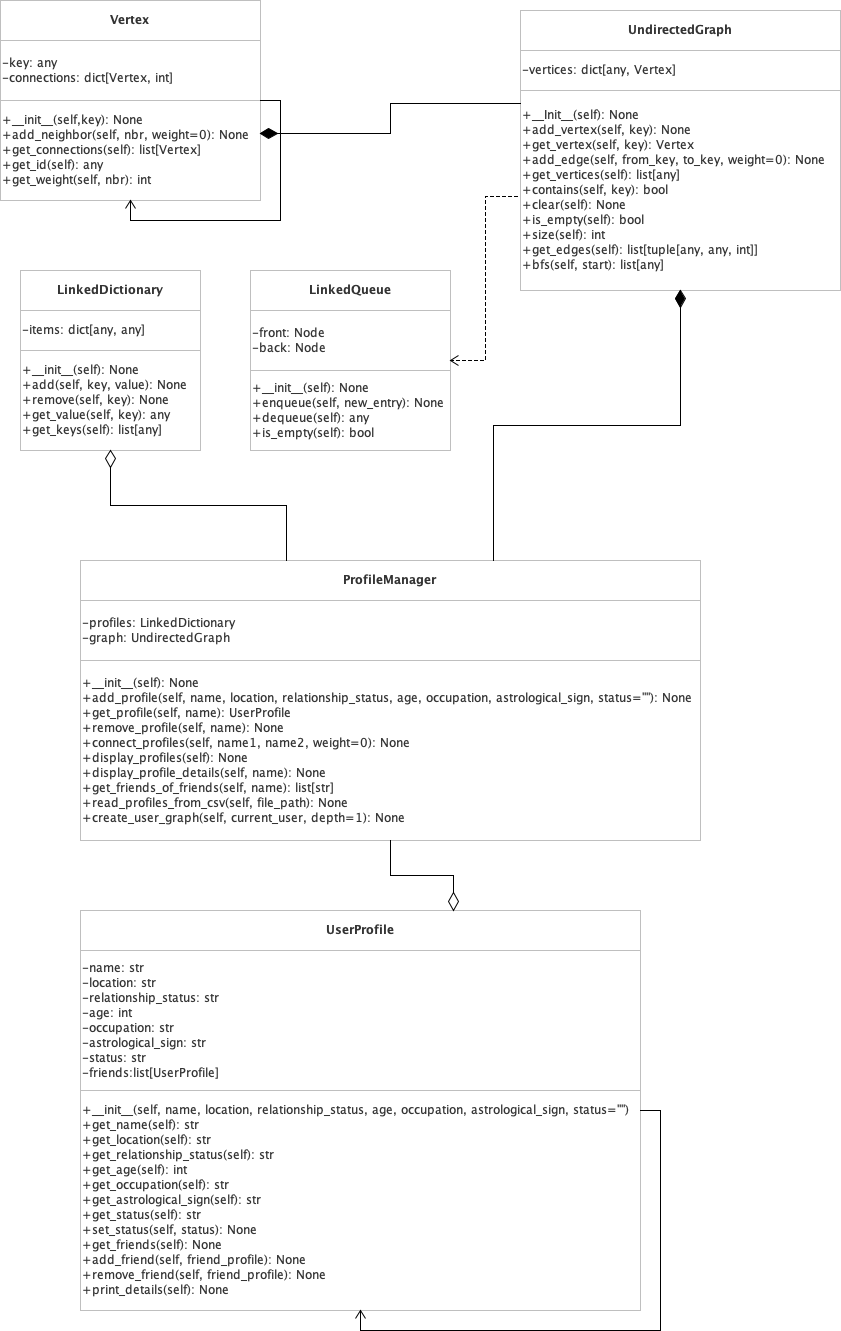 Vertex
-key: any
-connections: dict[Vertex, int]
+__init__(self,key): None
+add_neighbor(self, nbr, weight=0): None
+get_connections(self): list[Vertex]
+get_id(self): any
+get_weight(self, nbr): int
UndirectedGraph
-vertices: dict[any, Vertex]
+__Init__(self): None
+add_vertex(self, key): None
+get_vertex(self, key): Vertex
+add_edge(self, from_key, to_key, weight=0): None
+get_vertices(self): list[any]
+contains(self, key): bool
+clear(self): None
+is_empty(self): bool
+size(self): int
+get_edges(self): list[tuple[any, any, int]]
+bfs(self, start): list[any]
LinkedDictionary
-items: dict[any, any]
+__init__(self): None
+add(self, key, value): None
+remove(self, key): None
+get_value(self, key): any
+get_keys(self): list[any]
LinkedQueue
-front: Node
-back: Node
+__init__(self): None
+enqueue(self, new_entry): None
+dequeue(self): any
+is_empty(self): bool
ProfileManager
-profiles: LinkedDictionary
-graph: UndirectedGraph
+__init__(self): None
+add_profile(self, name, location, relationship_status, age, occupation, astrological_sign, status=""): None
+get_profile(self, name): UserProfile
+remove_profile(self, name): None
+connect_profiles(self, name1, name2, weight=0): None
+display_profiles(self): None
+display_profile_details(self, name): None
+get_friends_of_friends(self, name): list[str]
+read_profiles_from_csv(self, file_path): None
+create_user_graph(self, current_user, depth=1): None
UserProfile
-name: str
-location: str
-relationship_status: str
-age: int
-occupation: str
-astrological_sign: str
-status: str
-friends:list[UserProfile]
+__init__(self, name, location, relationship_status, age, occupation, astrological_sign, status="")
+get_name(self): str
+get_location(self): str
+get_relationship_status(self): str
+get_age(self): int
+get_occupation(self): str
+get_astrological_sign(self): str
+get_status(self): str
+set_status(self, status): None
+get_friends(self): None
+add_friend(self, friend_profile): None
+remove_friend(self, friend_profile): None
+print_details(self): None